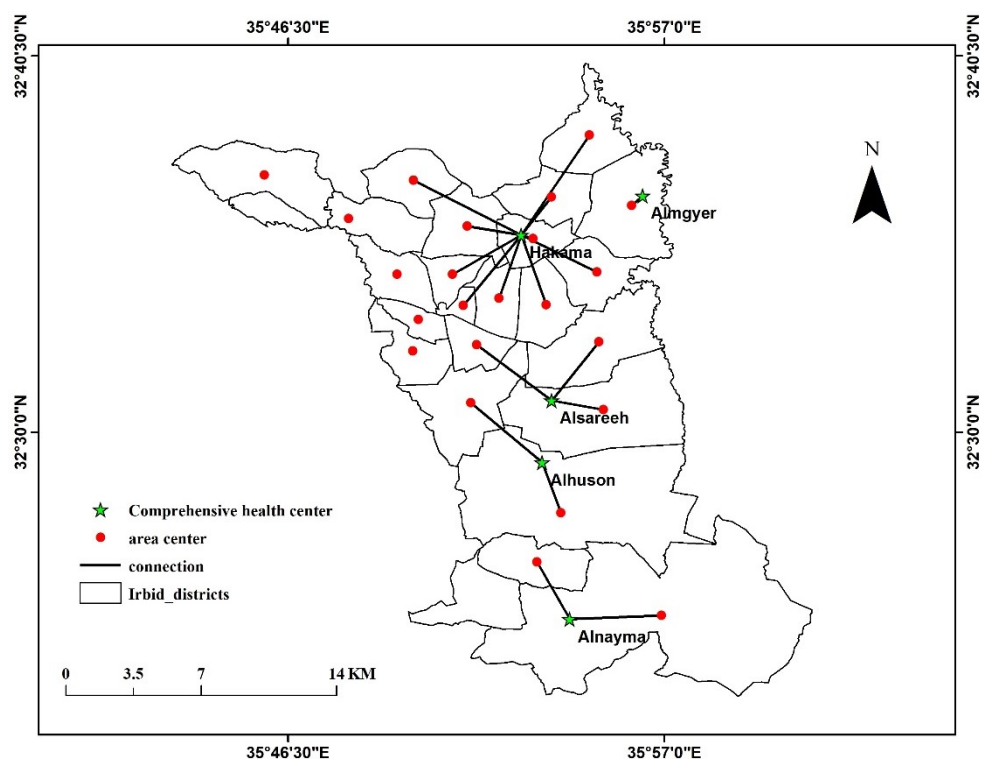 35°46'30"E
35°57'0"E
32°40'30"N
32°40'30"N
N
Almgyer
Hakama
Alsareeh
32°30'0"N
32°30'0"N
Alhuson
Comprehensive health center
area center
connection
Irbid_districts
Alnayma
0 3.5 7 14 KM
35°46'30"E
35°57'0"E